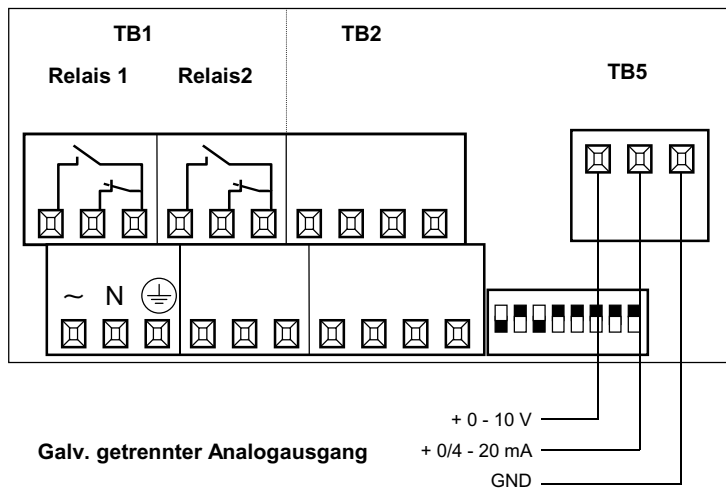 TB1 TB2
Relais 1 Relais2 TB5
~ N
+ 0 - 10 V
Galv. getrennter Analogausgang + 0/4 - 20 mA
GND